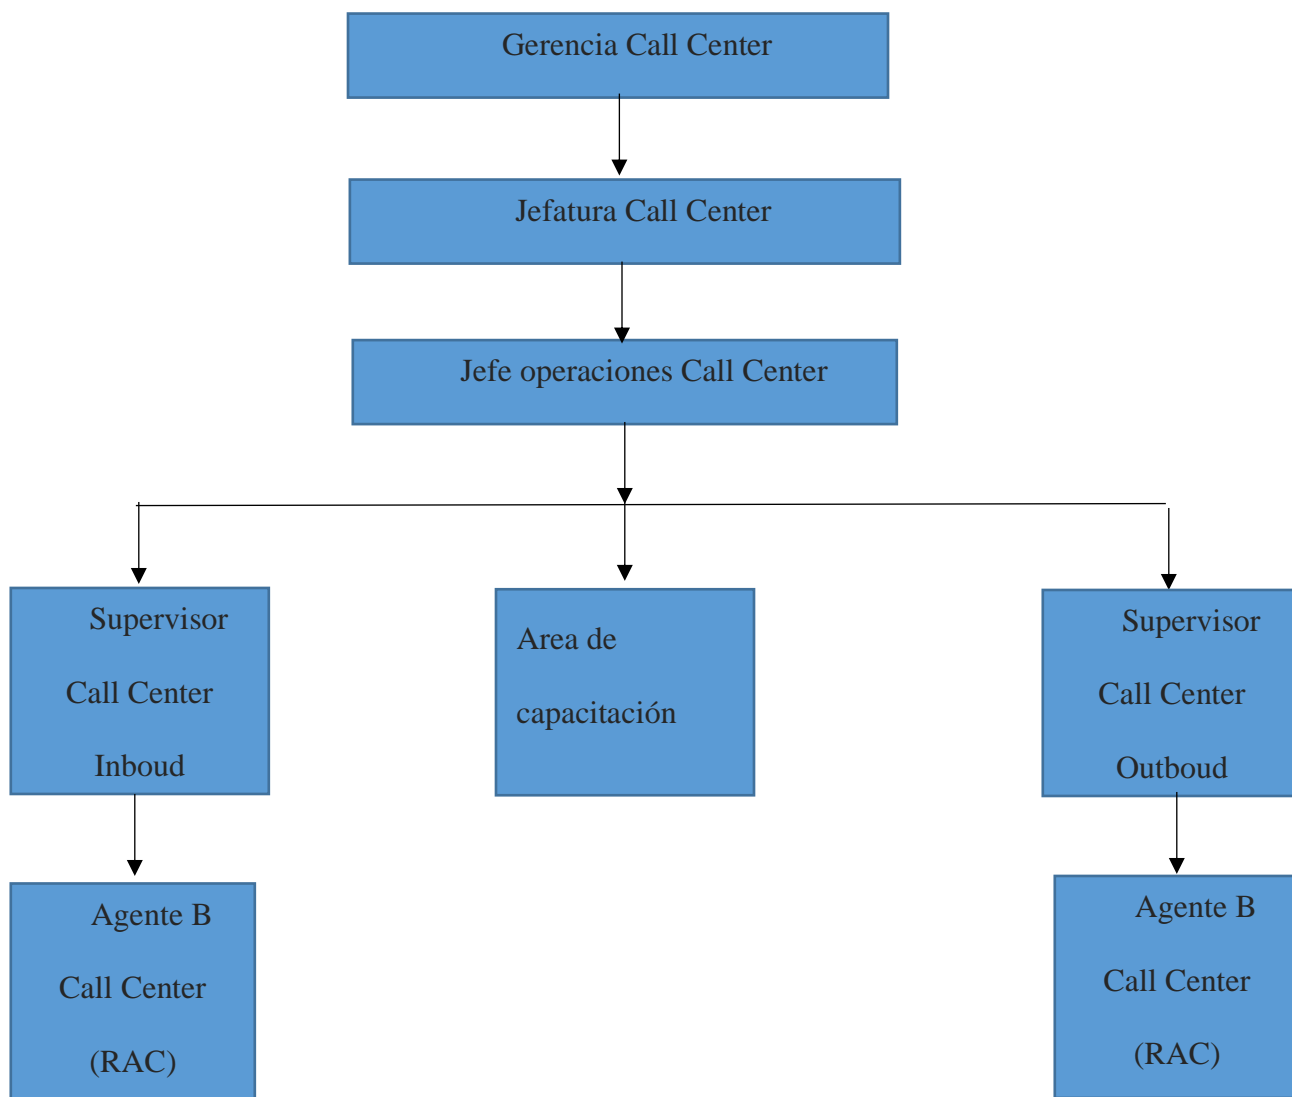 Gerencia Call Center
Jefatura Call Center
Jefe operaciones Call Center
Supervisor
Call Center
Inboud
Area de
capacitación
Supervisor
Call Center
Outboud
Agente B
Call Center
(RAC)
Agente B
Call Center
(RAC)